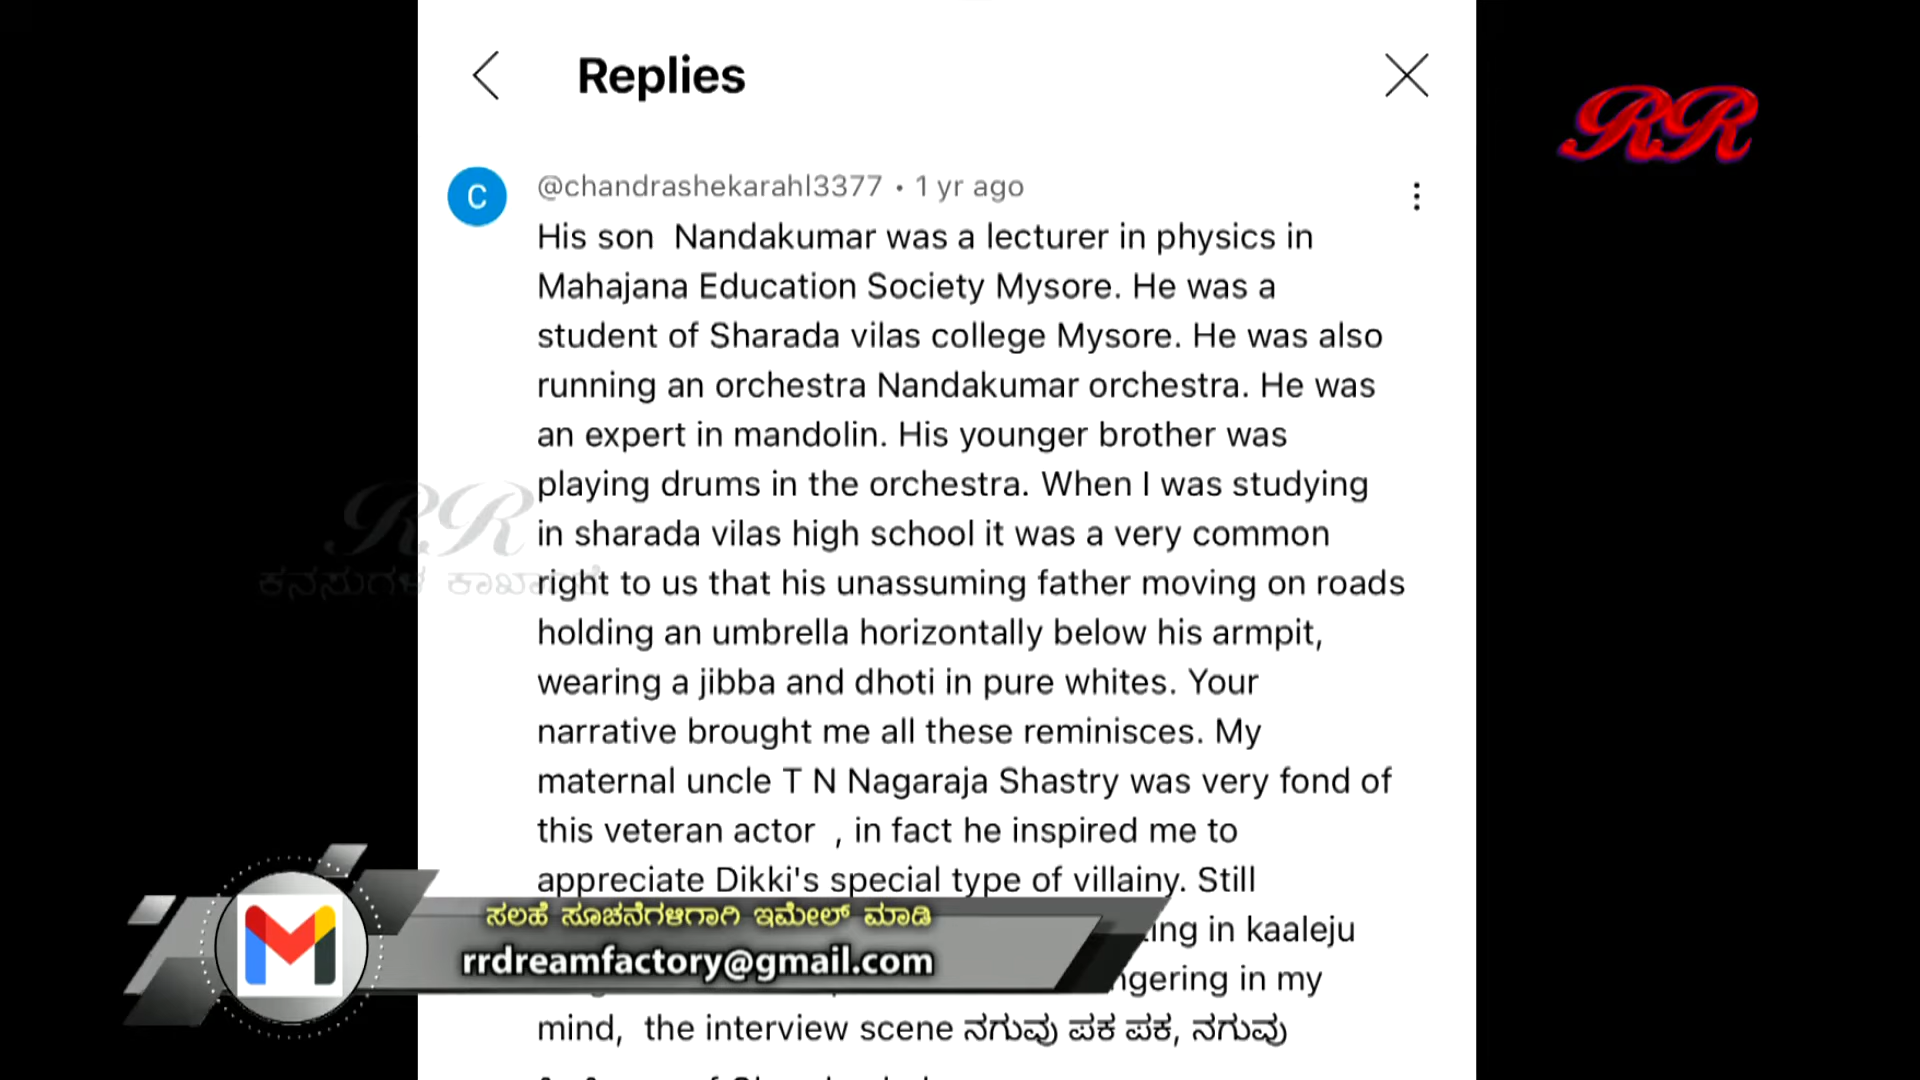 Replies
RR
C
@chandrashekarahl3377 • 1 yr ago
His son Nandakumar was a lecturer in physics in
Mahajana Education Society Mysore. He was a
student of Sharada vilas college Mysore. He was also
running an orchestra Nandakumar orchestra. He was
an expert in mandolin. His younger brother was
playing drums in the orchestra. When I was studying
in sharada vilas high school it was a very common
right to us that his unassuming father moving on roads
holding an umbrella horizontally below his armpit,
wearing a jibba and dhoti in pure whites. Your
narrative brought me all these reminisces. My
maternal uncle T N Nagaraja Shastry was very fond of
this veteran actor , in fact he inspired me to
appreciate Dikki's special type of villainy. Still
in kaaleju
in my
mind, the interview scene ನಗುವು ಪಕ ಪಕ, ನಗುವು
RR
ಕನಸುಗಳ
ಸಲಹೆ ಸೂಚನೆಗಳಿಗಾಗಿ ಇಮೇಲ್ ಮಾಡಿ
rrdreamfactory@gmail.com